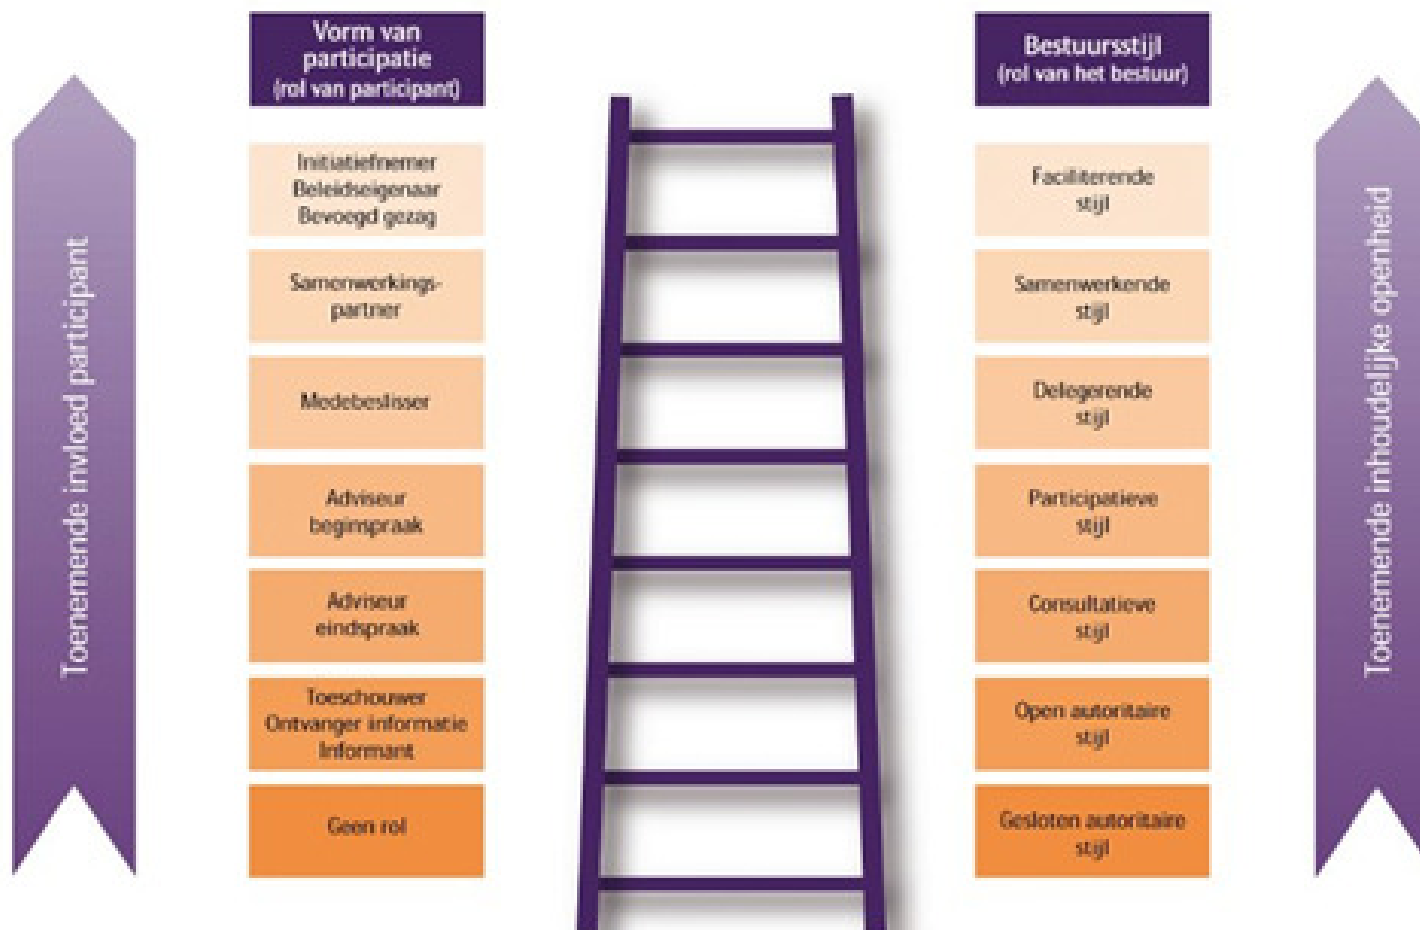 Toenemende invloed participant
Vorm van
participatie
(rol van participant)
Initiatiefnemer
Beleidseigenaar
Bevoegd gezag
Samenwerkings-
partner
Medebeslisser
Adviseur
beginspraak
Adviseur
eindspraak
Toeschouwer
Ontvanger informatie
Informant
Geen rol
Bestuursstijl
(rol van het bestuur)
Faciliterende
stijl
Samenwerkende
stijl
Delegerende
stijl
Participatieve
stijl
Consultatieve
stijl
Open autoritaire
stijl
Gesloten autoritaire
stijl
Toenemende inhoudelijke openheid